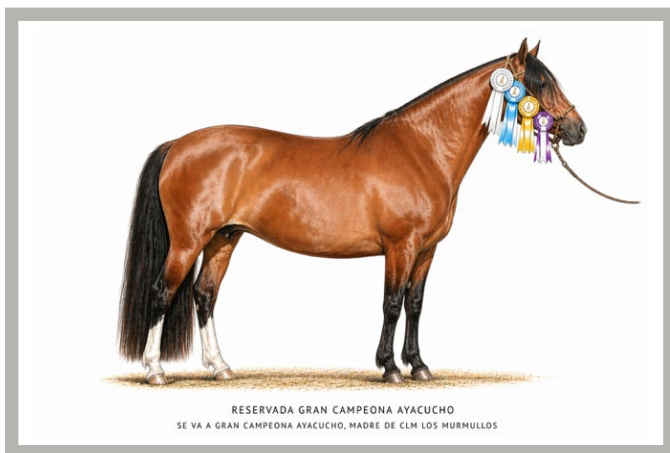 RESERVADA GRAN CAMPEONA AYACUCHO
SE VA A GRAN CAMPEONA AYACUCHO, MADRE DE CLM LOS MURMULLOS